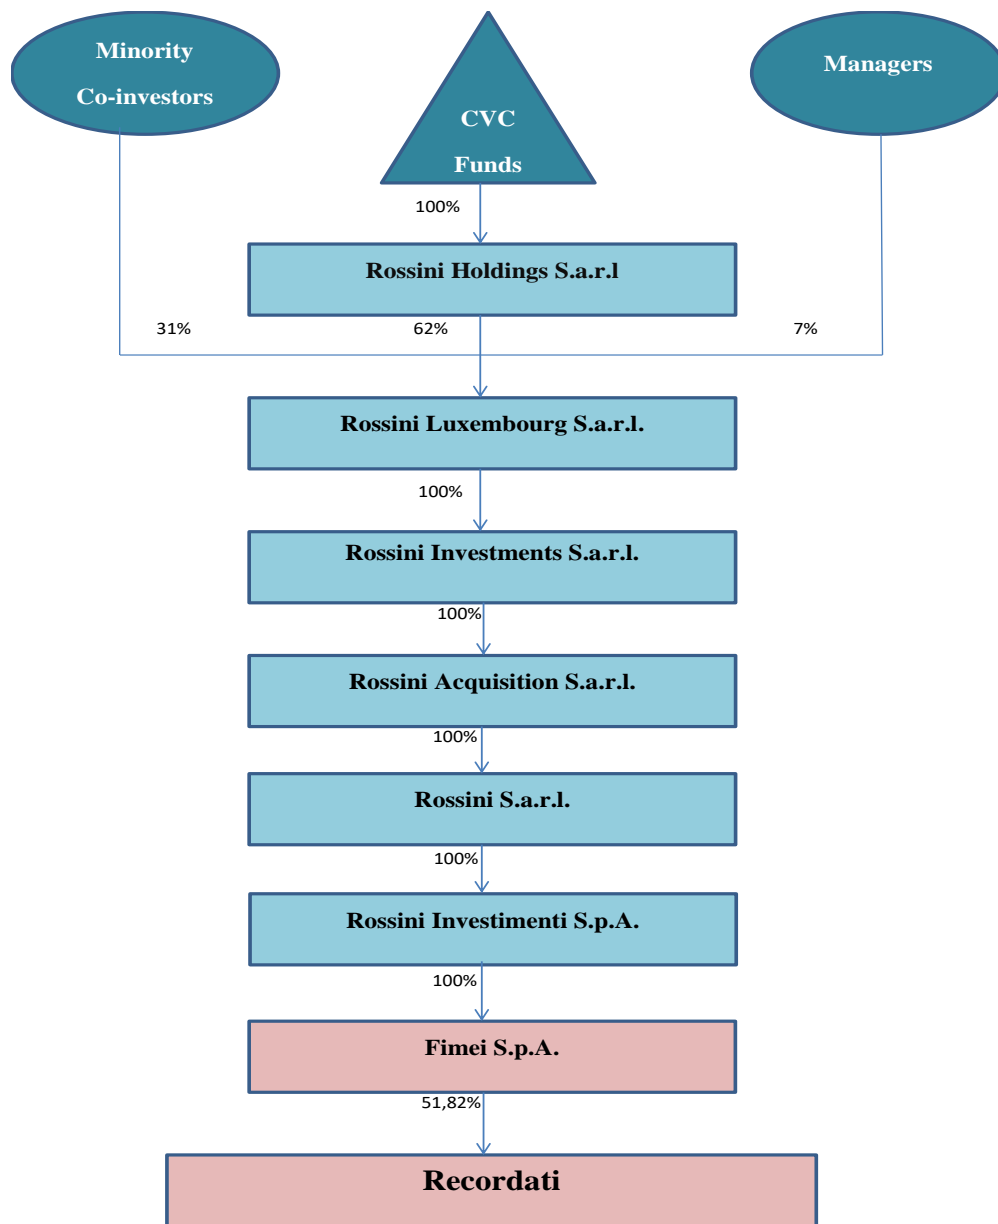 Minority
Co-investors
CVC
Funds
Managers
100%
Rossini Holdings S.a.r.l
31%
62%
7%
Rossini Luxembourg S.a.r.l.
100%
Rossini Investments S.a.r.l.
100%
Rossini Acquisition S.a.r.l.
100%
Rossini S.a.r.l.
100%
Rossini Investimenti S.p.A.
100%
Fimei S.p.A.
51,82%
Recordati